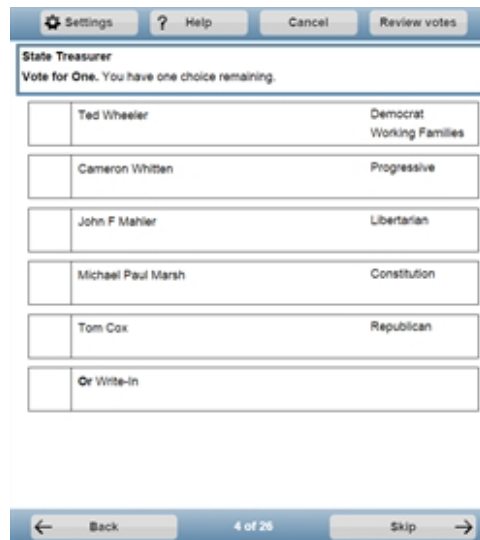 Settings
? Help
Cancel
Review votes
State Treasurer
Vote for One. You have one choice remaining.
Ted Wheeler Democrat
Working Families
Cameron Whitten Progressive
John F Mahler Libertarian
Michael Paul Marsh Constitution
Tom Cox Republican
Or Write-In
← Back
4 of 26
Skip →